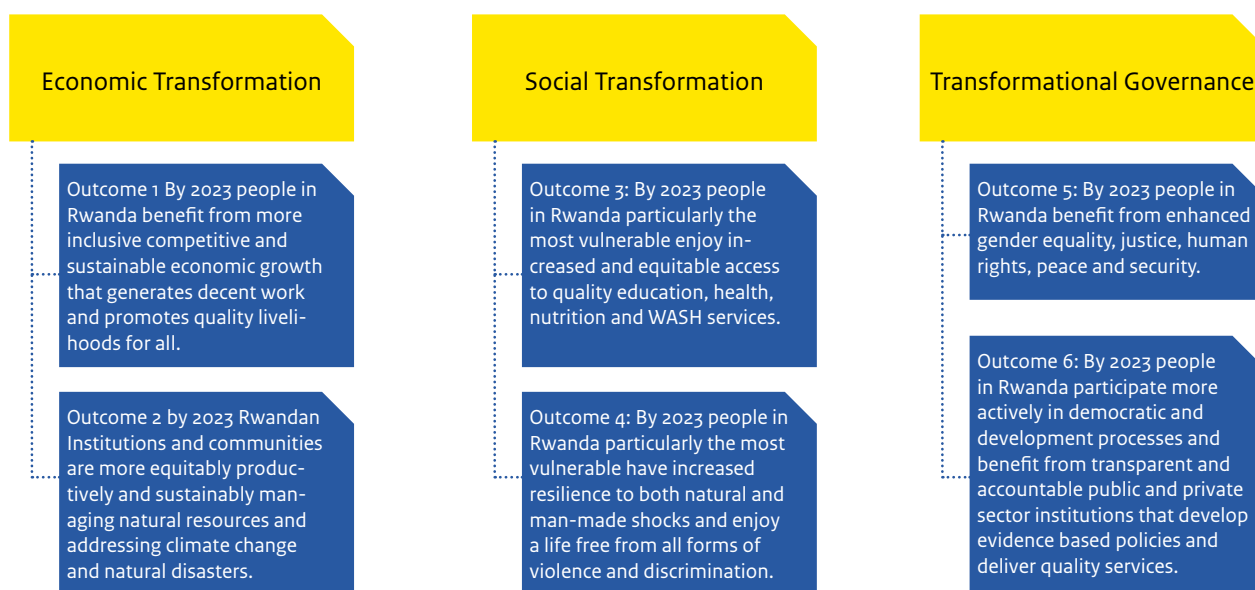 Economic Transformation
Outcome 1 By 2023 people in
Rwanda benefit from more
inclusive competitive and
sustainable economic growth
that generates decent work
and promotes quality liveli-
hoods for all.
Outcome 2 by 2023 Rwandan
Institutions and communities
are more equitably produc-
tively and sustainably man-
aging natural resources and
addressing climate change
and natural disasters.
Social Transformation
Outcome 3: By 2023 people
in Rwanda particularly the
most vulnerable enjoy in-
creased and equitable access
to quality education, health,
nutrition and WASH services.
Outcome 4: By 2023 people in
Rwanda particularly the most
vulnerable have increased
resilience to both natural and
man-made shocks and enjoy
a life free from all forms of
violence and discrimination.
Transformational Governance
Outcome 5: By 2023 people in
Rwanda benefit from enhanced
gender equality, justice, human
rights, peace and security.
Outcome 6: By 2023 people
in Rwanda participate more
actively in democratic and
development processes and
benefit from transparent and
accountable public and private
sector institutions that develop
evidence based policies and
deliver quality services.